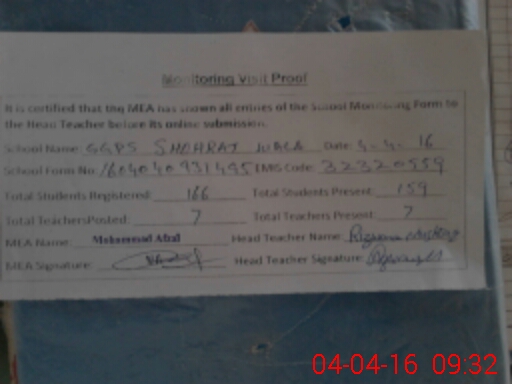 Monitoring Visit Proof
It is certified that the MEA has shown all entries of the School Monitoring Form to
the Head Teacher before its online submission.
School Name: GGPS SHOHRAT WALA Date: 4-4-16
School Form No: 1604040931495 EMIS Code: 32320559
Total Students Registered: 166 Total Students Present: 159
Total Teachers Posted: 7 Total Teachers Present: 7
MEA Name: Mohammad Afzal Head Teacher Name: Rizwana
MEA Signature: Head Teacher Signature:
04-04-16 09:32